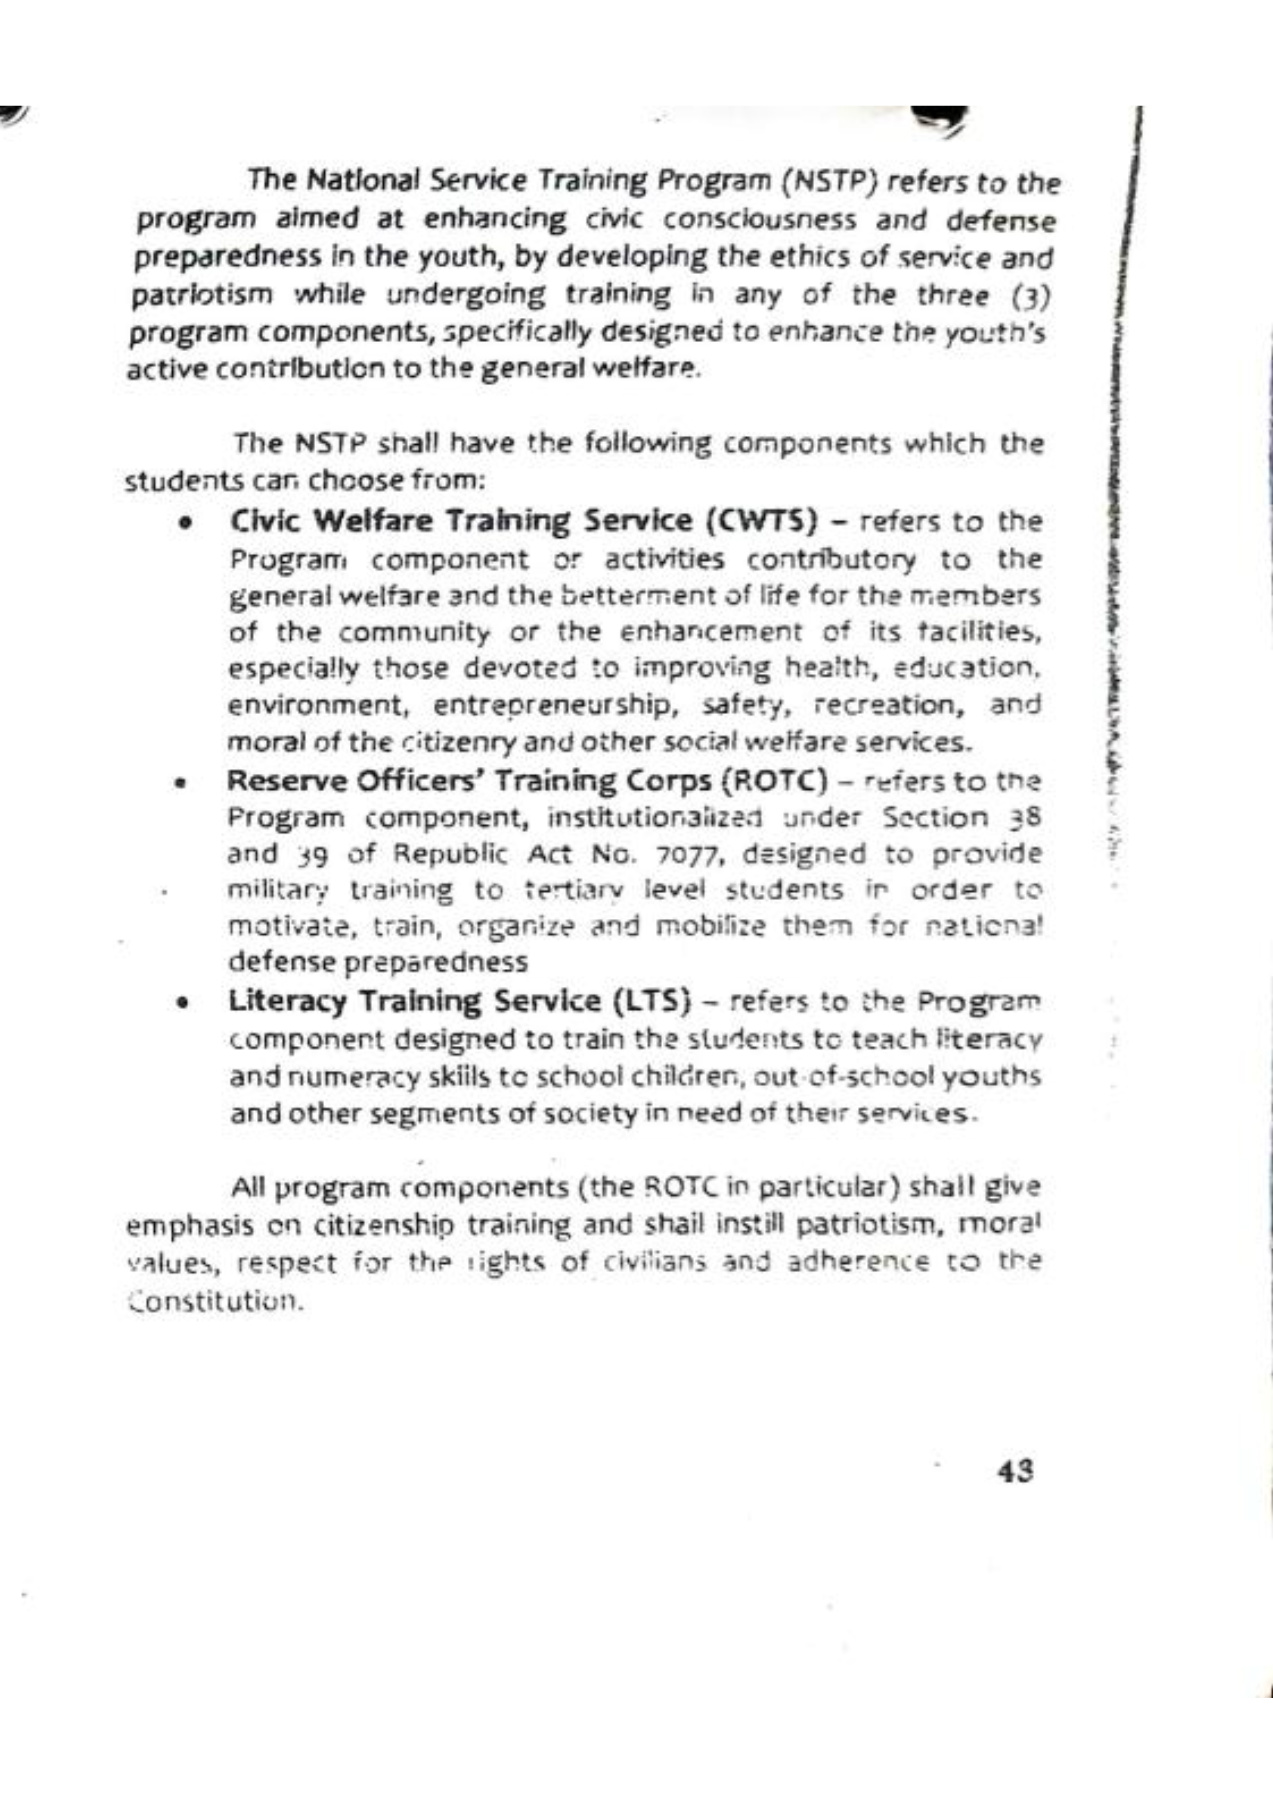 The National Service Training Program (NSTP) refers to the
program aimed at enhancing civic consciousness and defense
preparedness in the youth, by developing the ethics of service and
patriotism while undergoing training in any of the three (3)
program components, specifically designed to enhance the youth's
active contribution to the general welfare.
The NSTP shall have the following components which the
students can choose from:
• Civic Welfare Training Service (CWTS) – refers to the
Program component or activities contributory to the
general welfare and the betterment of life for the members
of the community or the enhancement of its facilities,
especially those devoted to improving health, education,
environment, entrepreneurship, safety, recreation, and
moral of the citizenry and other social welfare services.
• Reserve Officers' Training Corps (ROTC) – refers to the
Program component, institutionalized under Section 38
and 39 of Republic Act No. 7077, designed to provide
military training to tertiary level students in order to
motivate, train, organize and mobilize them for national
defense preparedness
• Literacy Training Service (LTS) – refers to the Program
component designed to train the students to teach literacy
and numeracy skills to school children, out-of-school youths
and other segments of society in need of their services.
All program components (the ROTC in particular) shall give
emphasis on citizenship training and shall instill patriotism, moral
values, respect for the rights of civilians and adherence to the
Constitution.
43